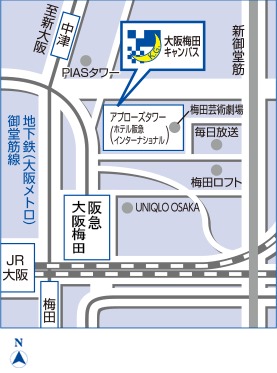 大阪梅田
キャンパス
新御堂筋
中津
至新大阪
PIASタワー
アプローズタワー
(ホテル阪急
インターナショナル)
梅田芸術劇場
毎日放送
梅田ロフト
地下鉄(大阪メトロ)
御堂筋線
阪急
大阪梅田
UNIQLO OSAKA
JR
大阪
梅田
N